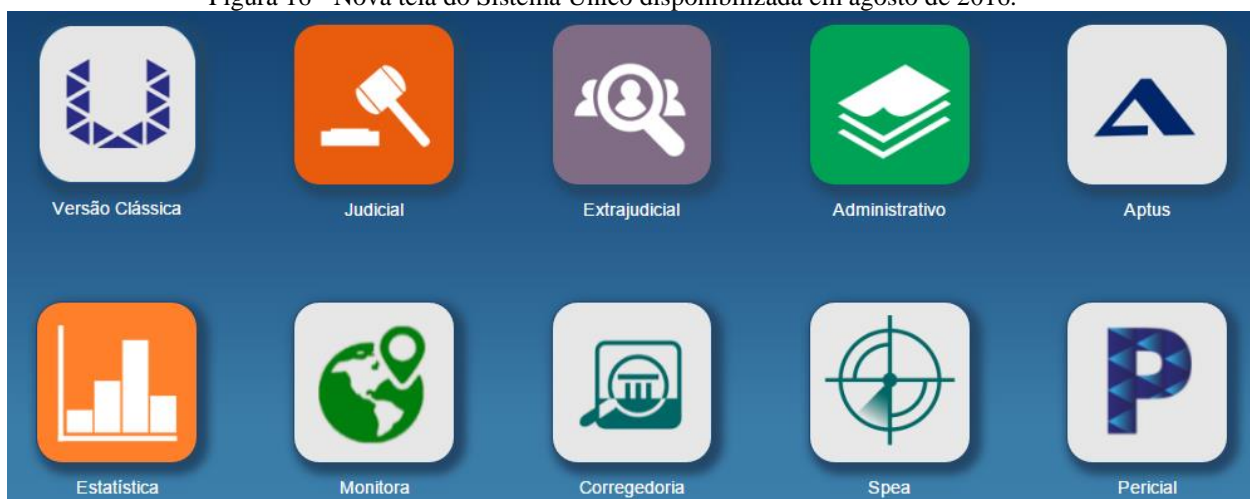 Figura 16 - Nova tela do Sistema Único disponibilizada em agosto de 2018.
Versão Clássica
Judicial
Extrajudicial
Administrativo
Aptus
Estatística
Monitora
Corregedoria
Spea
Pericial